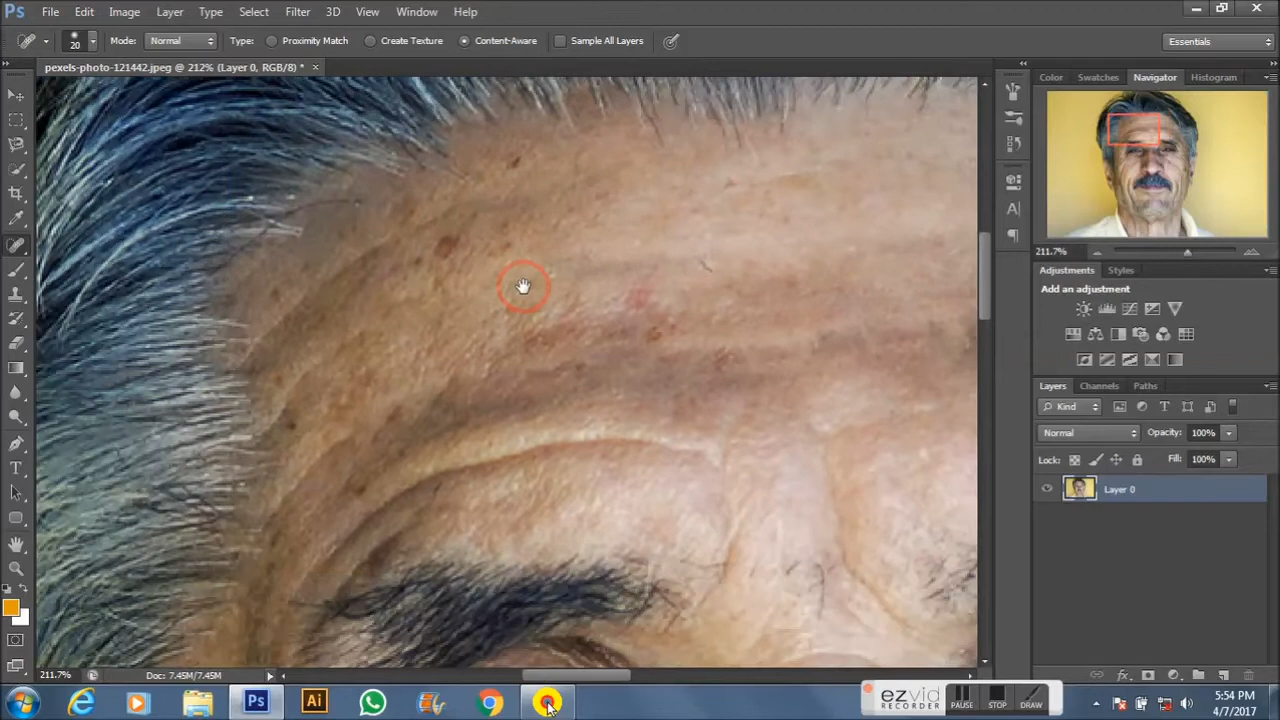 Ps File Edit Image Layer Type Select Filter 3D View Window Help
20 Mode: Normal Type: Proximity Match Create Texture Content-Aware Sample All Layers Essentials
pexels-photo-121442.jpeg @ 212% (Layer 0, RGB/8) * ×
Color Swatches Navigator Histogram
211.7%
Adjustments Styles
Add an adjustment
Layers Channels Paths
Kind
Normal Opacity: 100%
Lock: Fill: 100%
Layer 0
211.7% Doc: 7.45M/7.45M
Ps Ai
ezvid
RECORDER
PAUSE STOP DRAW
5:54 PM
4/7/2017